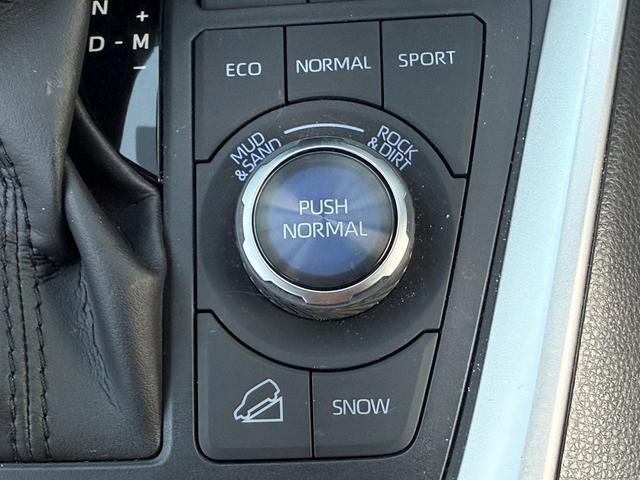 N
+
D - M
-
ECO
NORMAL
SPORT
MUD
& SAND
ROCK
& DIRT
PUSH
NORMAL
SNOW